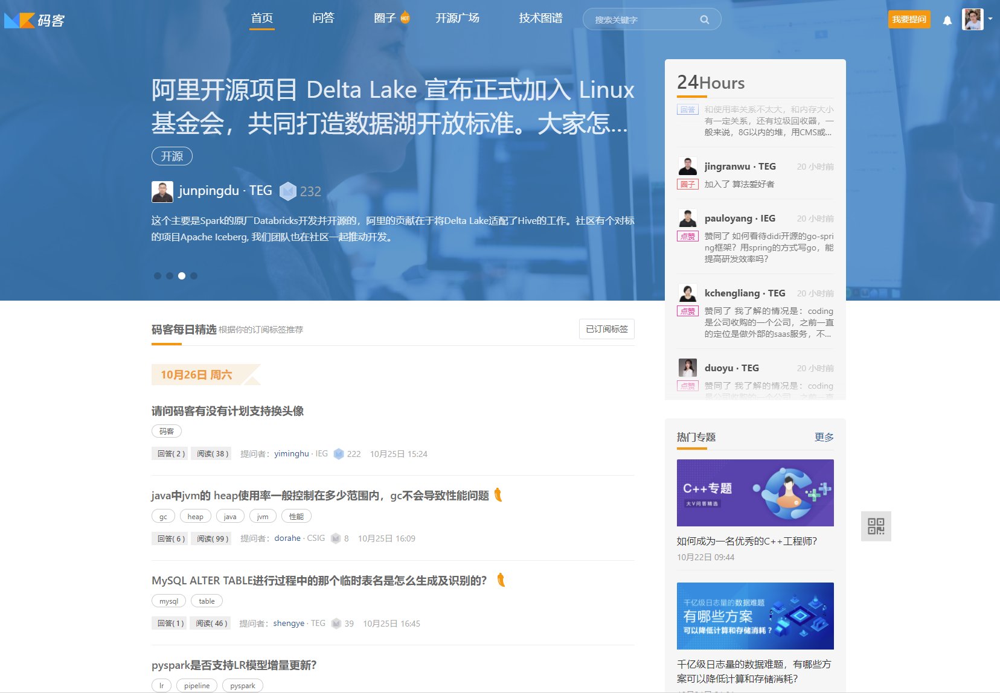 码客
首页
问答
圈子
HOT
开源广场
技术图谱
搜索关键字
我要提问
阿里开源项目 Delta Lake 宣布正式加入 Linux
基金会，共同打造数据湖开放标准。大家怎...
开源
junpingdu · TEG 232
这个主要是Spark的原厂Databricks开发并开源的，阿里的贡献在于将Delta Lake适配了Hive的工作。社区有个对标
的项目Apache Iceberg, 我们团队也在社区一起推动开发。
24Hours
回答 和使用率关系不太大，和内存大小
有一定关系，还有垃圾回收器，一
般来说，8G以内的堆，用CMS或...
jingranwu · TEG 20 小时前
圈子 加入了 算法爱好者
pauloyang · IEG 20 小时前
点赞 赞同了 如何看待didi开源的go-spri
ng框架？用spring的方式写go，能
提高研发效率吗？
kchengliang · TEG 20 小时前
点赞 赞同了 我了解的情况是：coding
是公司收购的一个公司，之前一直
的定位是做外部的saas服务，不...
duoyu · TEG 20 小时前
点赞 赞同了 我了解的情况是：coding
是公司收购的一个公司，之前一直
码客每日精选 根据你的订阅标签推荐
已订阅标签
10月26日 周六
请问码客有没有计划支持换头像
码客
回答( 2 ) 阅读( 38 ) 提问者：yiminghu · IEG 222 10月25日 15:24
java中jvm的 heap使用率一般控制在多少范围内，gc不会导致性能问题
gc heap java jvm 性能
回答( 6 ) 阅读( 99 ) 提问者：dorahe · CSIG 8 10月25日 16:09
MySQL ALTER TABLE进行过程中的那个临时表名是怎么生成及识别的？
mysql table
回答( 1 ) 阅读( 46 ) 提问者：shengye · TEG 39 10月25日 16:45
pyspark是否支持LR模型增量更新？
lr pipeline pyspark
热门专题 更多
C++专题
大V问答精选
如何成为一名优秀的C++工程师？
10月22日 09:44
千亿级日志量的数据难题
有哪些方案
可以降低计算和存储消耗？
千亿级日志量的数据难题，有哪些方
案可以降低计算和存储消耗？